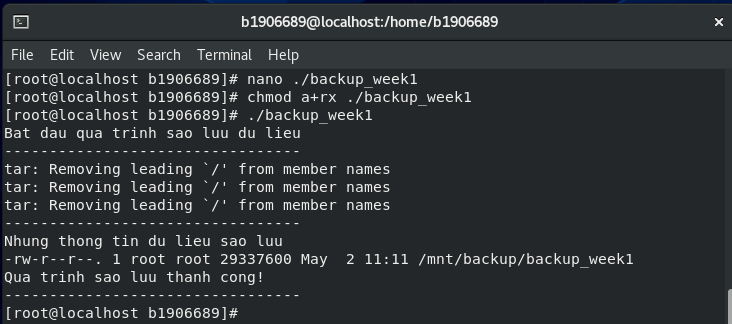 b1906689@localhost:/home/b1906689
File Edit View Search Terminal Help
[root@localhost b1906689]# nano ./backup_week1
[root@localhost b1906689]# chmod a+rx ./backup_week1
[root@localhost b1906689]# ./backup_week1
Bat dau qua trinh sao luu du lieu
---------------------------------
tar: Removing leading `/' from member names
tar: Removing leading `/' from member names
tar: Removing leading `/' from member names
---------------------------------
Nhung thong tin du lieu sao luu
-rw-r--r--. 1 root root 29337600 May  2 11:11 /mnt/backup/backup_week1
Qua trinh sao luu thanh cong!
---------------------------------
[root@localhost b1906689]#